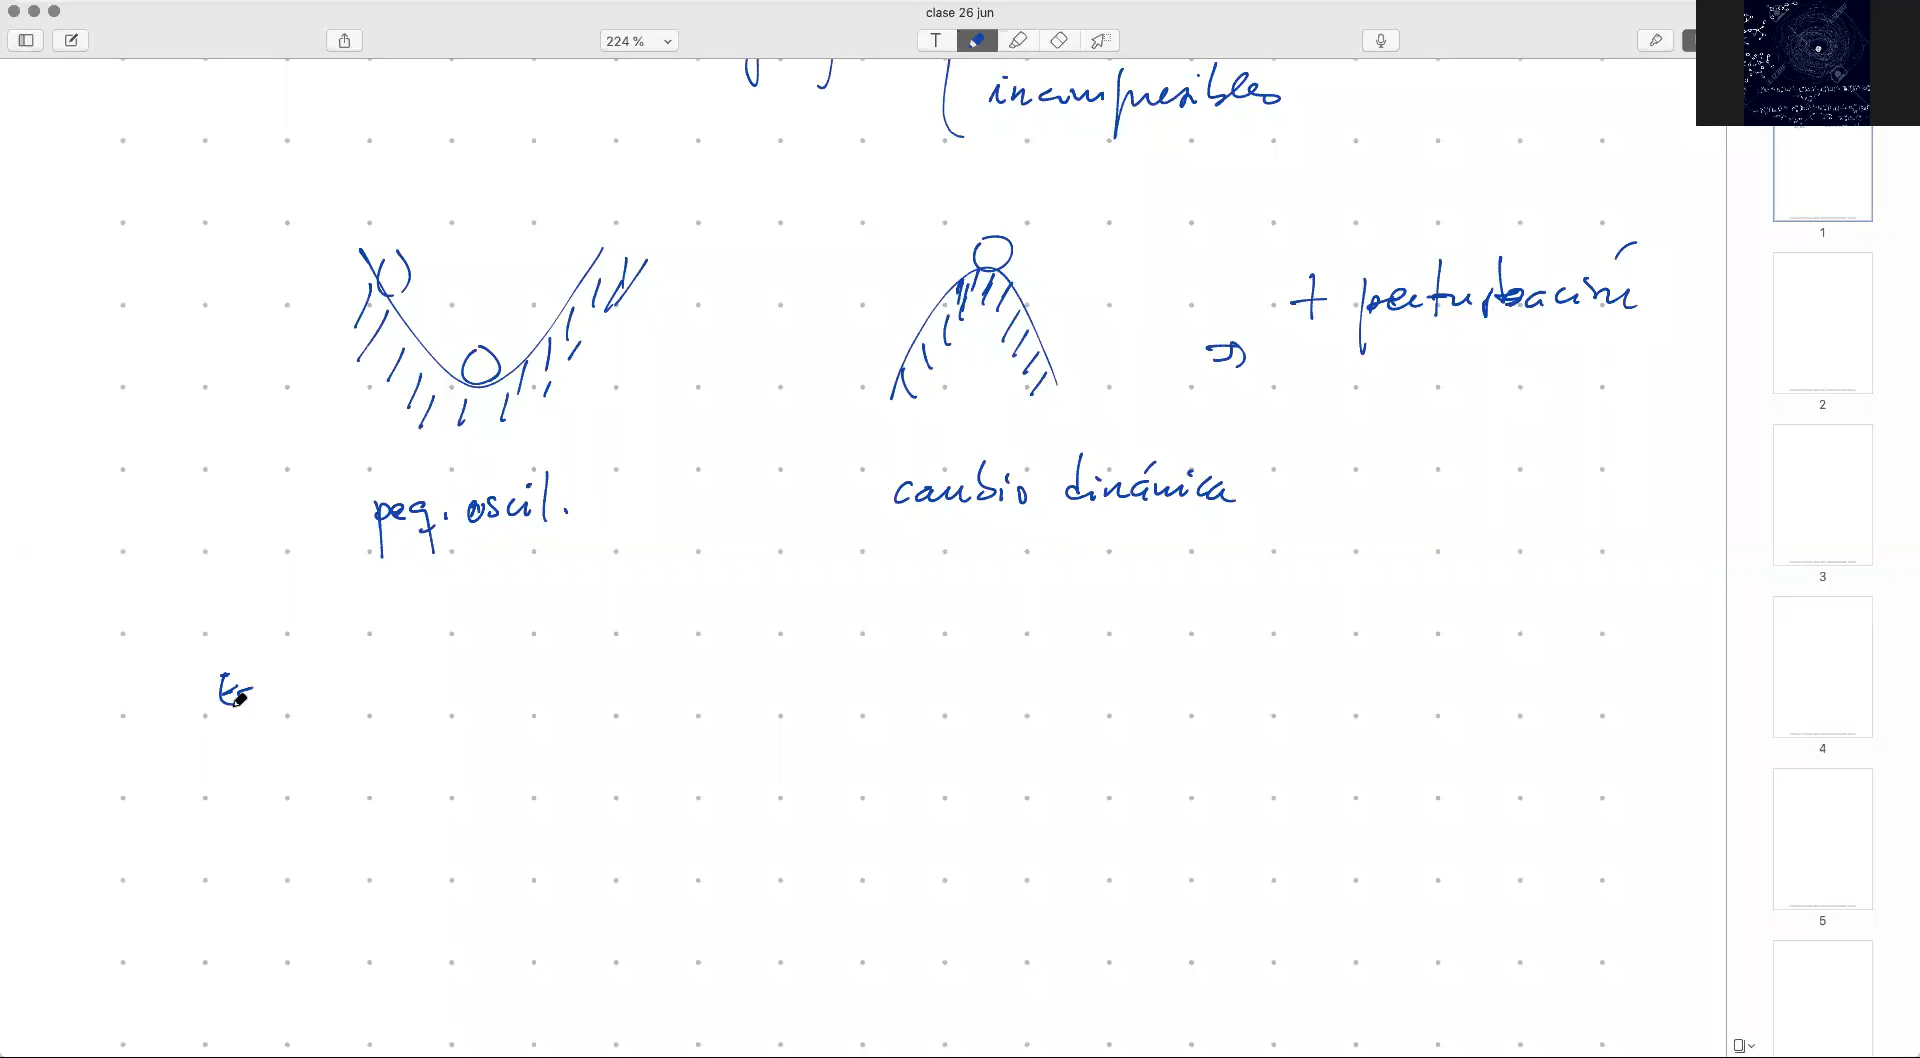 clase 26 jun
224 %
T
incompresibles
+ perturbación
peq. oscil.
cambio dinámica
1
2
3
4
5